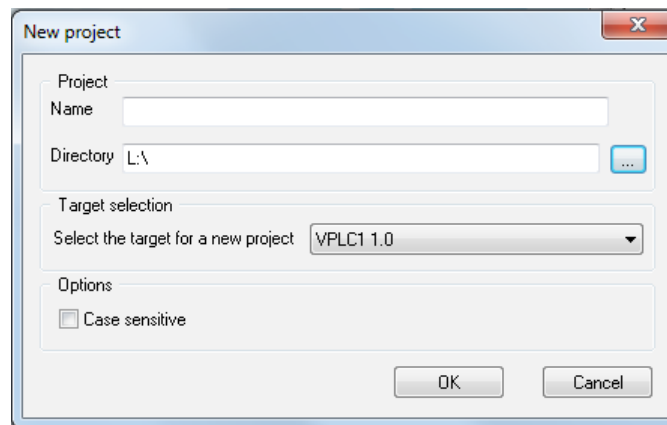 New project
Project
Name
Directory L:\
...
Target selection
Select the target for a new project VPLC1 1.0
Options
Case sensitive
OK Cancel